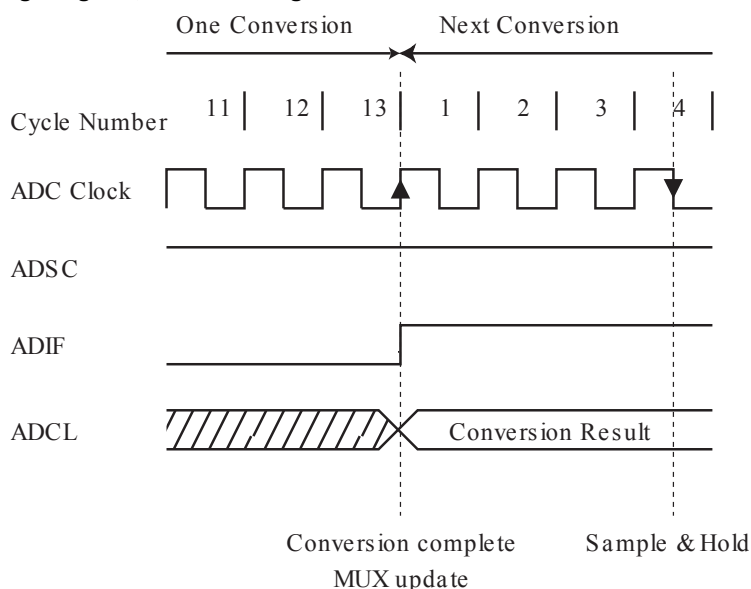 One Conversion Next Conversion
Cycle Number 11 12 13 1 2 3 4
ADC Clock
ADSC
ADIF
ADCL Conversion Result
Conversion complete Sample & Hold
MUX update